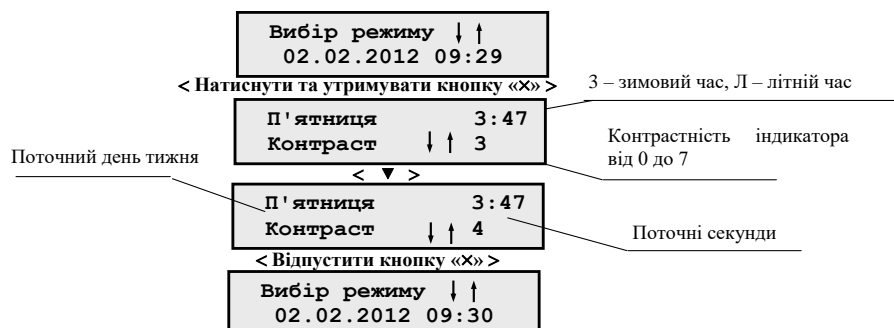 Вибір режиму ↓ ↑
02.02.2012 09:29
< Натиснути та утримувати кнопку «×» >
З – зимовий час, Л – літній час
П'ятниця З:47
Контраст ↓ ↑ 3
Контрастність індикатора
від 0 до 7
Поточний день тижня
< ▼ >
П'ятниця З:47
Контраст ↓ ↑ 4
Поточні секунди
< Відпустити кнопку «×» >
Вибір режиму ↓ ↑
02.02.2012 09:30